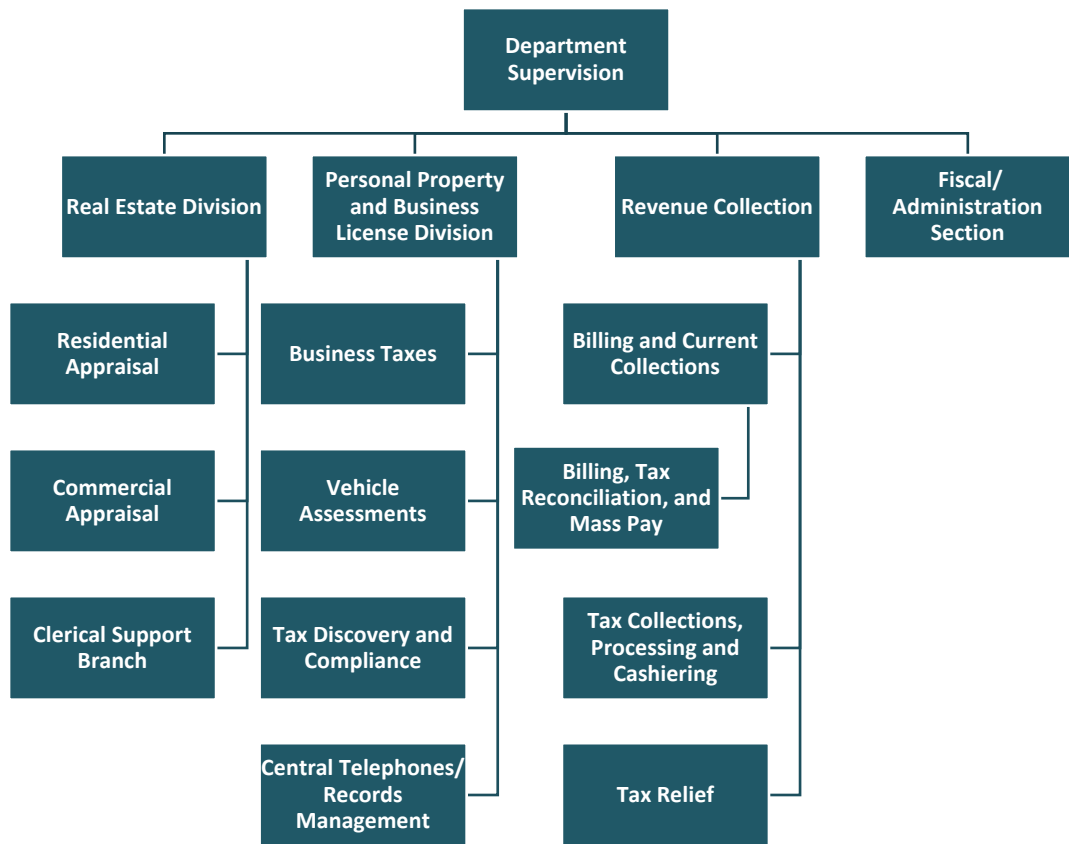 Department
Supervision
Real Estate Division
Personal Property
and Business
License Division
Revenue Collection
Fiscal/
Administration
Section
Residential
Appraisal
Business Taxes
Billing and Current
Collections
Commercial
Appraisal
Vehicle
Assessments
Billing, Tax
Reconciliation, and
Mass Pay
Clerical Support
Branch
Tax Discovery and
Compliance
Tax Collections,
Processing and
Cashiering
Central Telephones/
Records
Management
Tax Relief